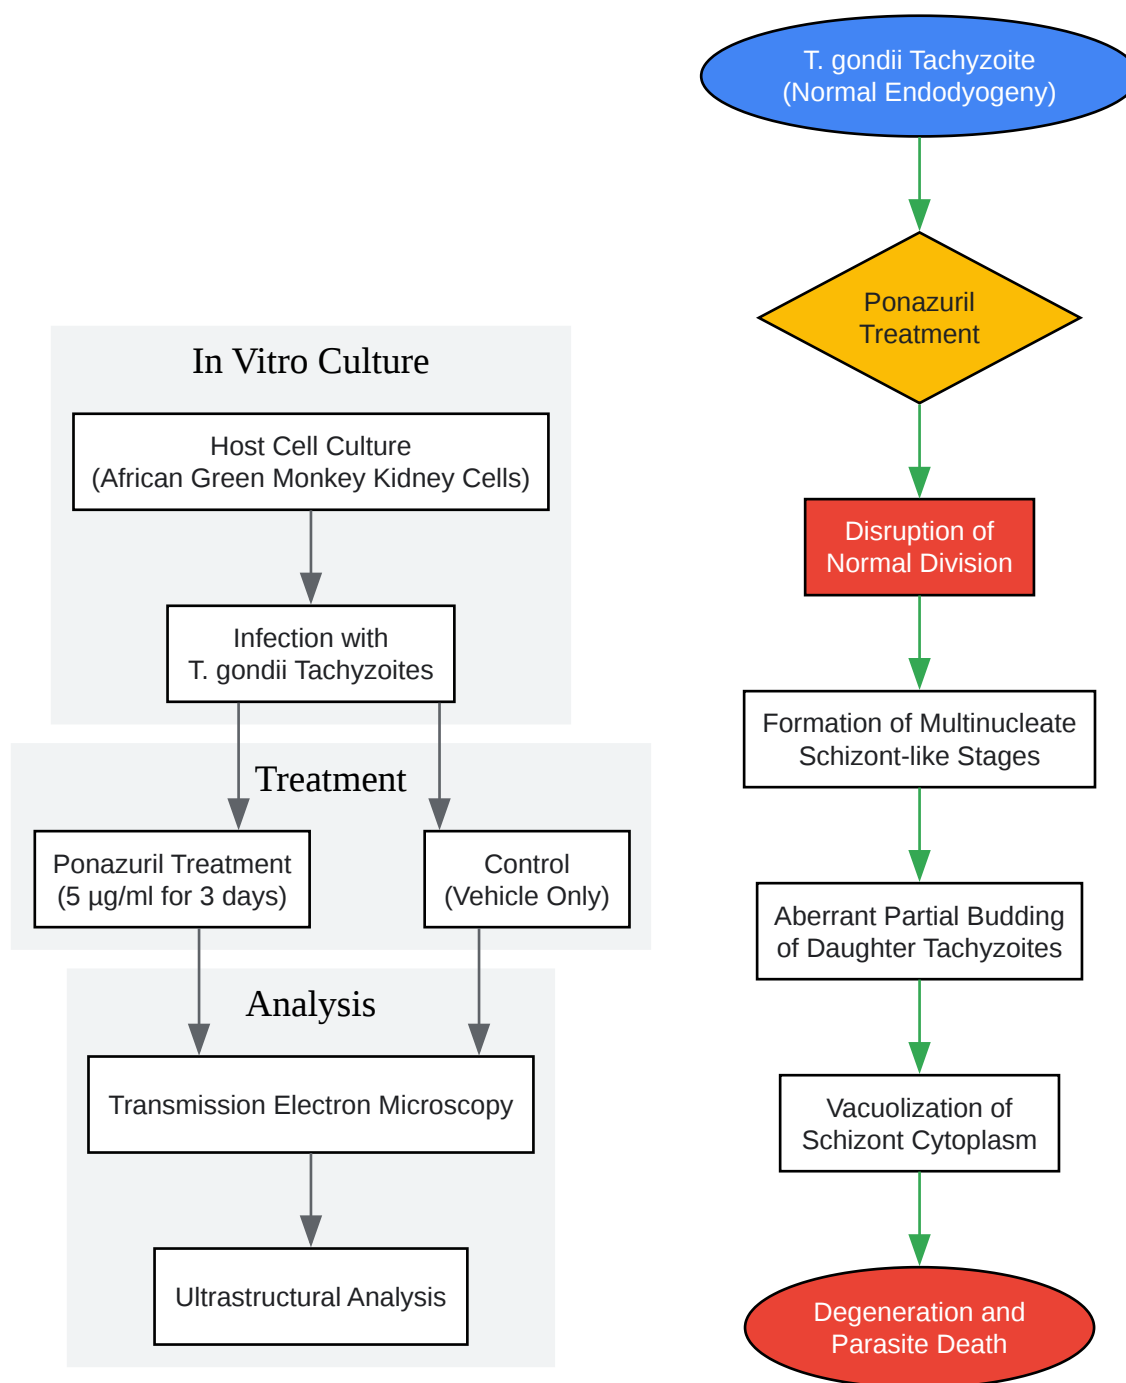 In Vitro Culture
Host Cell Culture
(African Green Monkey Kidney Cells)
Infection with
T. gondii Tachyzoites
Treatment
Ponazuril Treatment
(5 µg/ml for 3 days)
Control
(Vehicle Only)
Analysis
Transmission Electron Microscopy
Ultrastructural Analysis
T. gondii Tachyzoite
(Normal Endodyogeny)
Ponazuril
Treatment
Disruption of
Normal Division
Formation of Multinucleate
Schizont-like Stages
Aberrant Partial Budding
of Daughter Tachyzoites
Vacuolization of
Schizont Cytoplasm
Degeneration and
Parasite Death